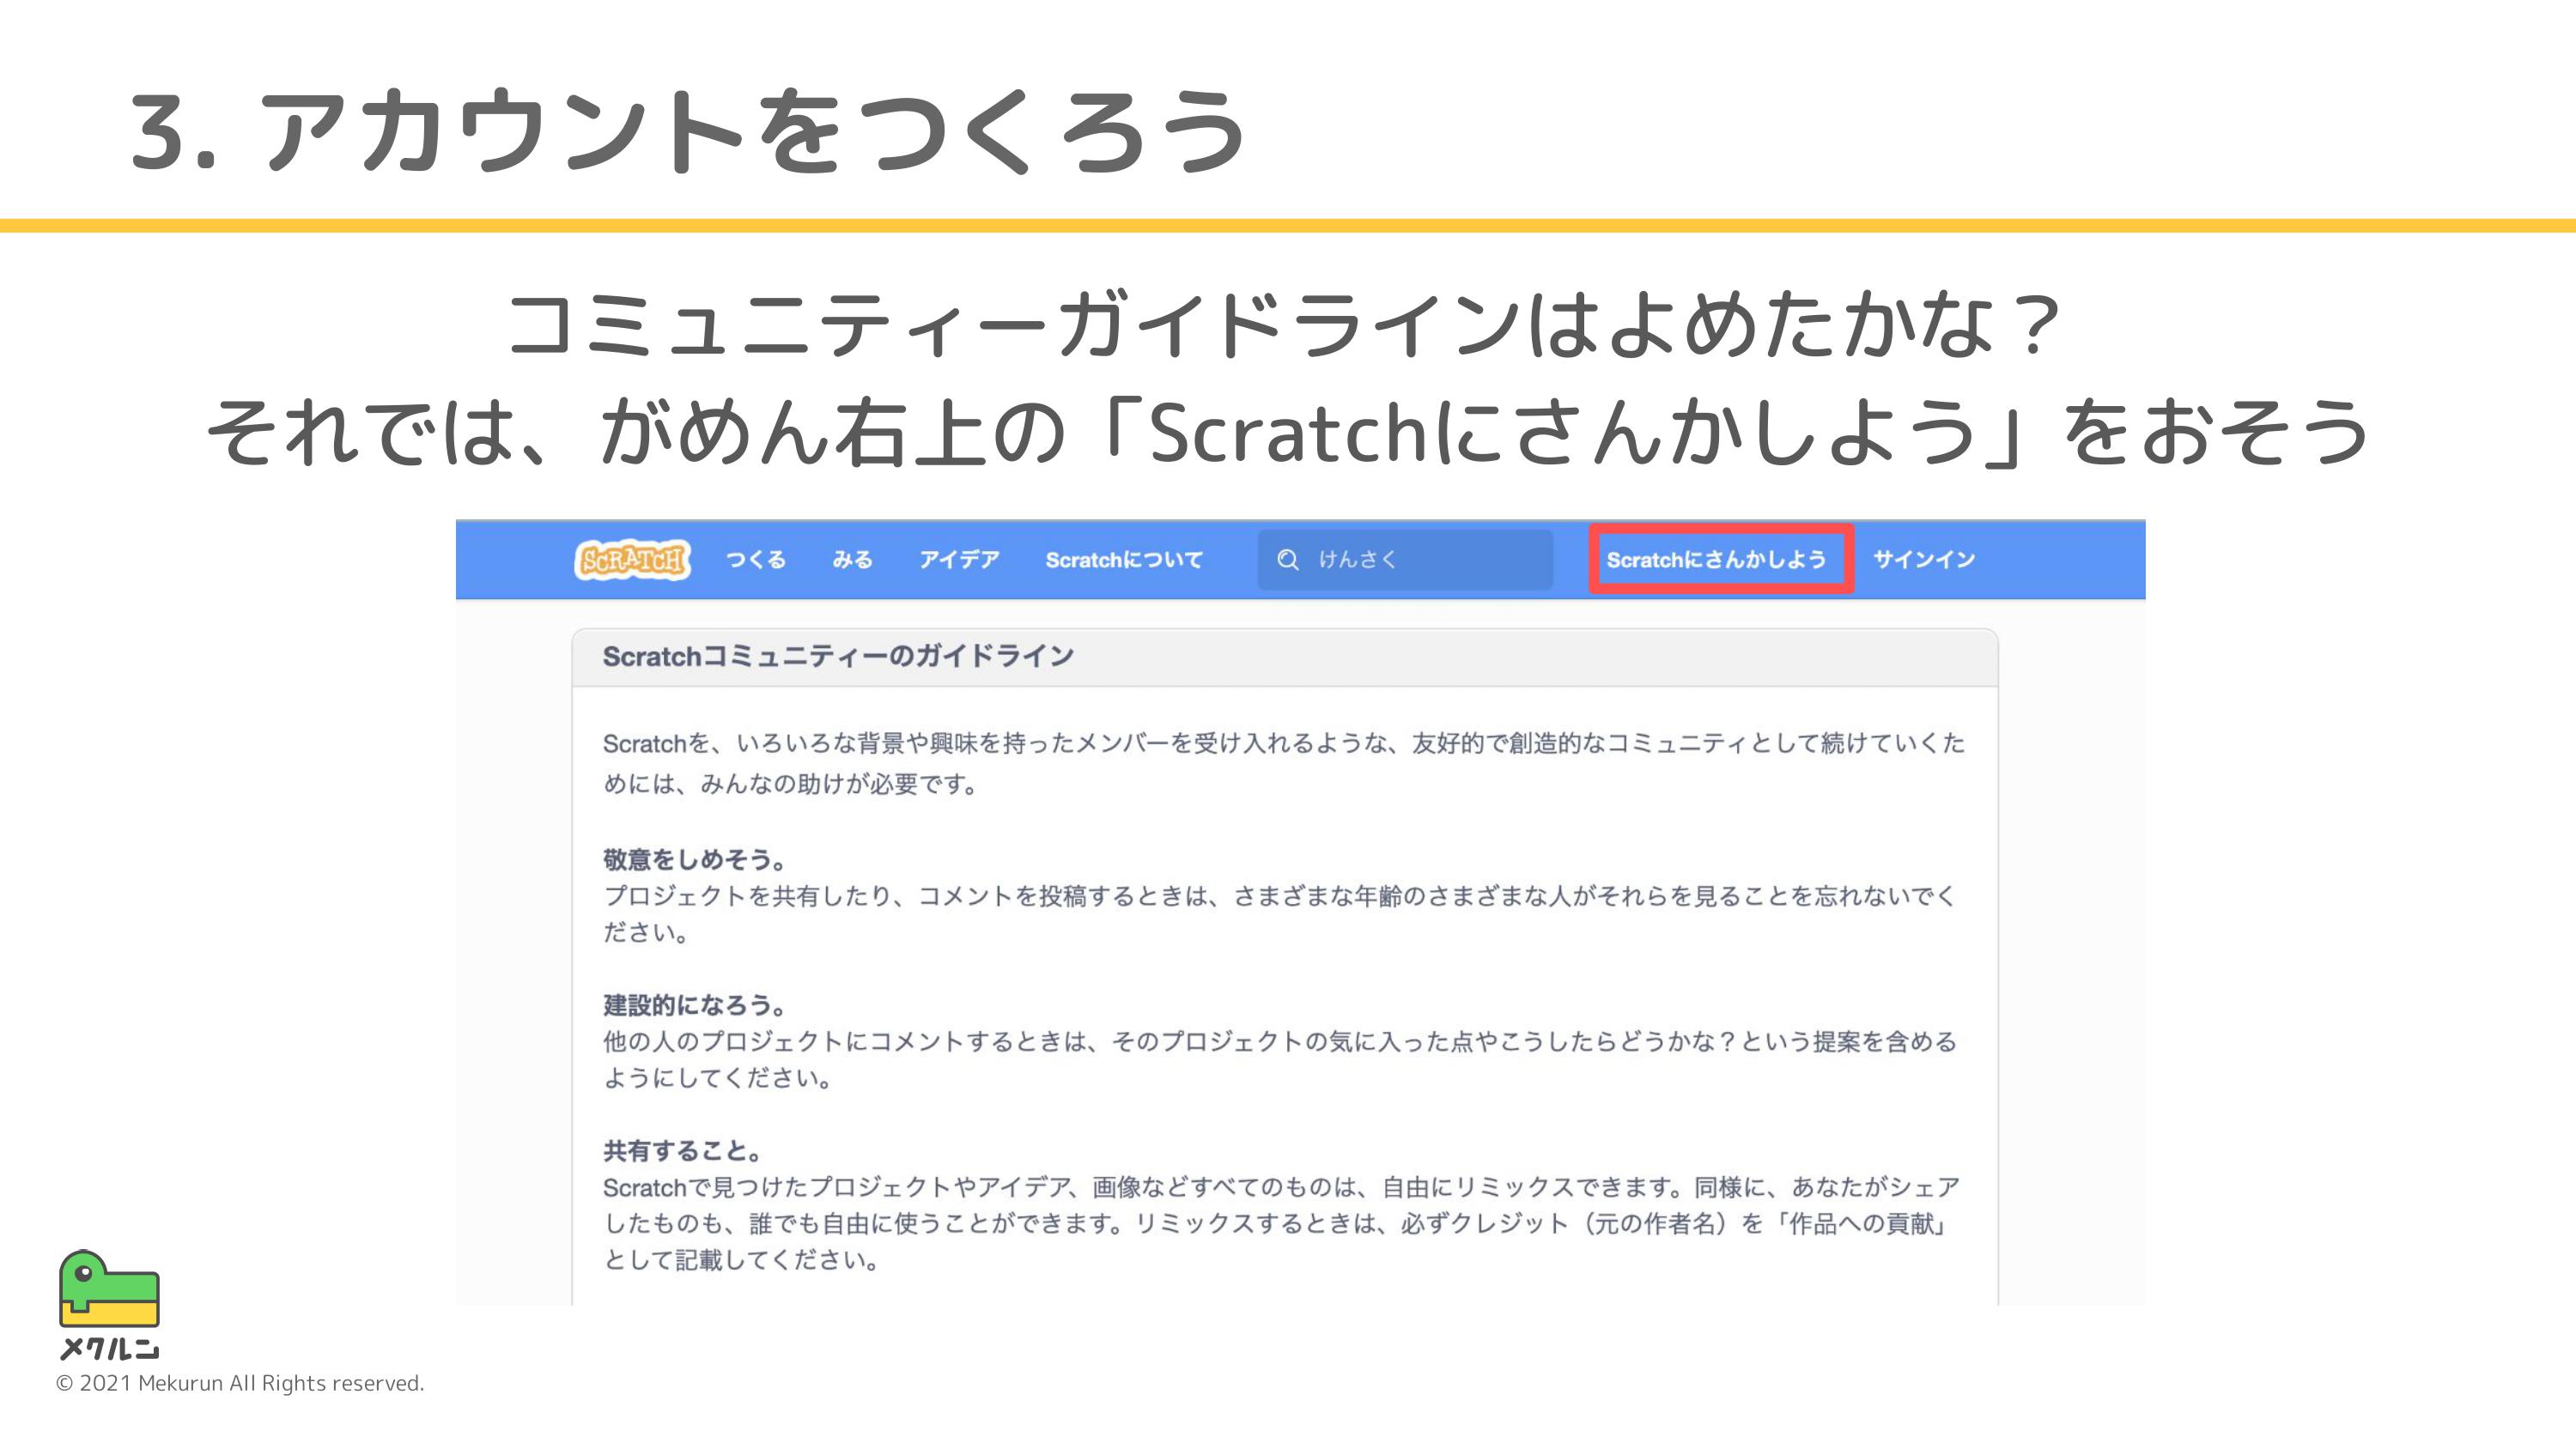 3. アカウントをつくろう
コミュニティーガイドラインはよめたかな？
それでは、がめん右上の「Scratchにさんかしよう」をおそう
SCRATCH つくる みる アイデア Scratchについて けんさく Scratchにさんかしよう サインイン
Scratchコミュニティーのガイドライン
Scratchを、いろいろな背景や興味を持ったメンバーを受け入れるような、友好的で創造的なコミュニティとして続けていくた
めには、みんなの助けが必要です。
敬意をしめそう。
プロジェクトを共有したり、コメントを投稿するときは、さまざまな年齢のさまざまな人がそれらを見ることを忘れないでく
ださい。
建設的になろう。
他の人のプロジェクトにコメントするときは、そのプロジェクトの気に入った点やこうしたらどうかな？という提案を含める
ようにしてください。
共有すること。
Scratchで見つけたプロジェクトやアイデア、画像などすべてのものは、自由にリミックスできます。同様に、あなたがシェア
したものも、誰でも自由に使うことができます。リミックスするときは、必ずクレジット（元の作者名）を「作品への貢献」
として記載してください。
メクルン
© 2021 Mekurun All Rights reserved.